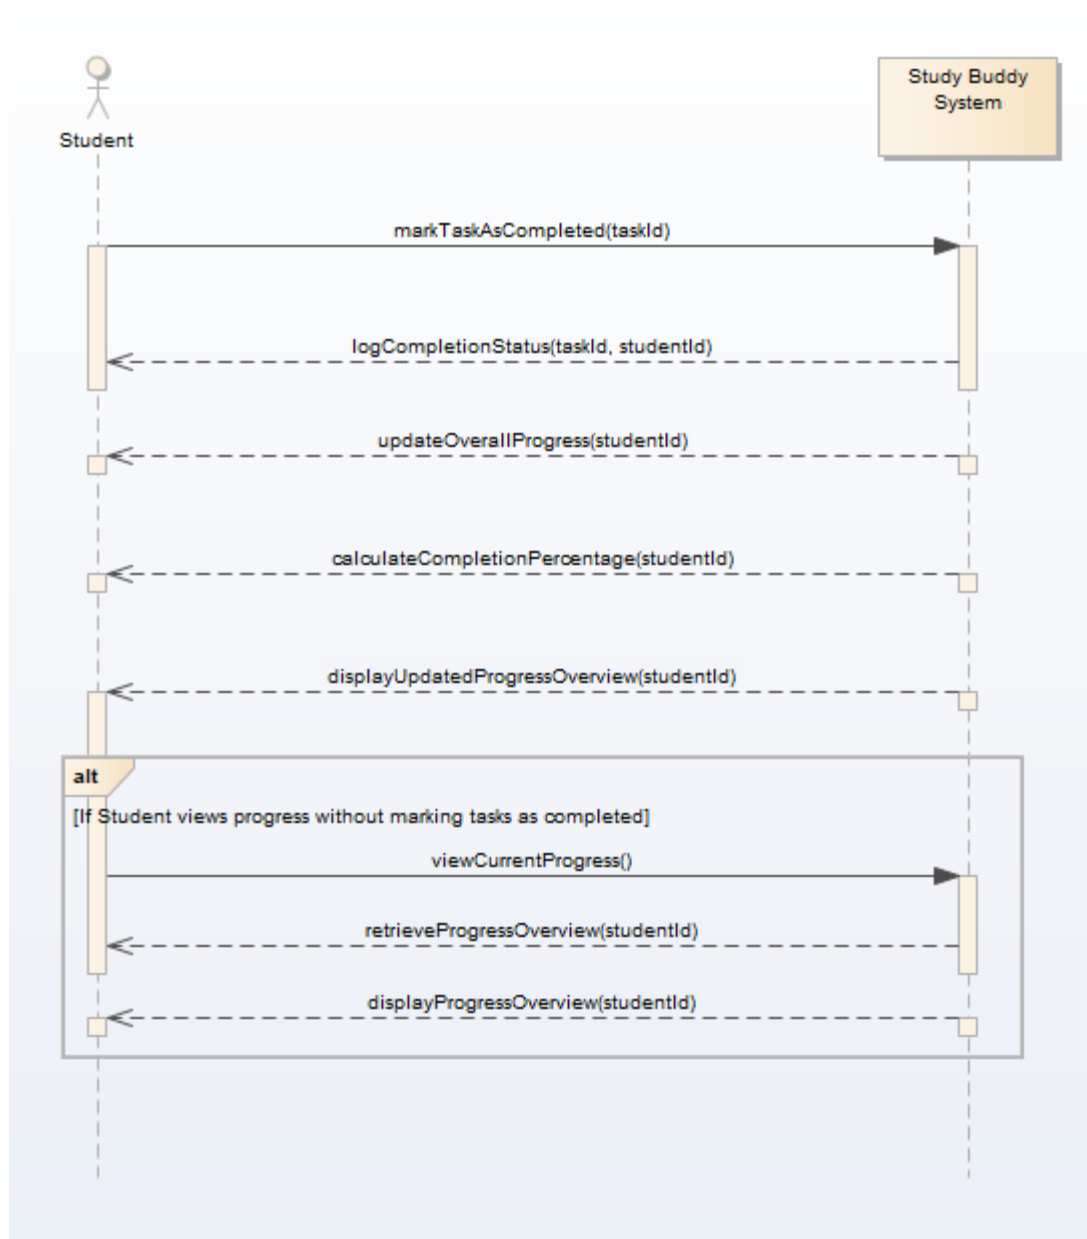 Student
Study Buddy
System
markTaskAsCompleted(taskId)
logCompletionStatus(taskId, studentId)
updateOverallProgress(studentId)
calculateCompletionPercentage(studentId)
displayUpdatedProgressOverview(studentId)
alt
[If Student views progress without marking tasks as completed]
viewCurrentProgress()
retrieveProgressOverview(studentId)
displayProgressOverview(studentId)